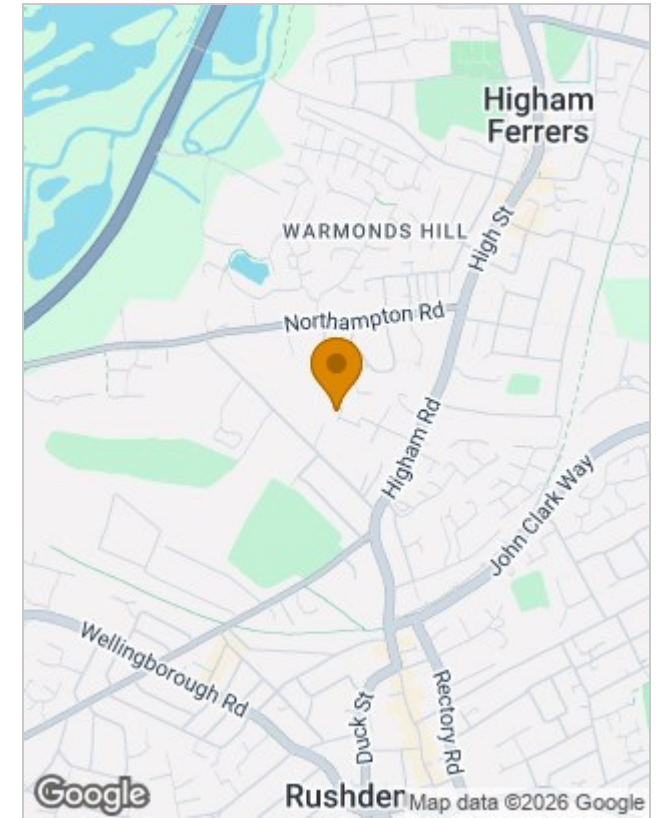 Higham
Ferrers
WARMONDS HILL
High St
Northampton Rd
Higham Rd
John Clark Way
Wellingborough Rd
Duck St
Rectory Rd
Rushden
Google
Map data ©2026 Google